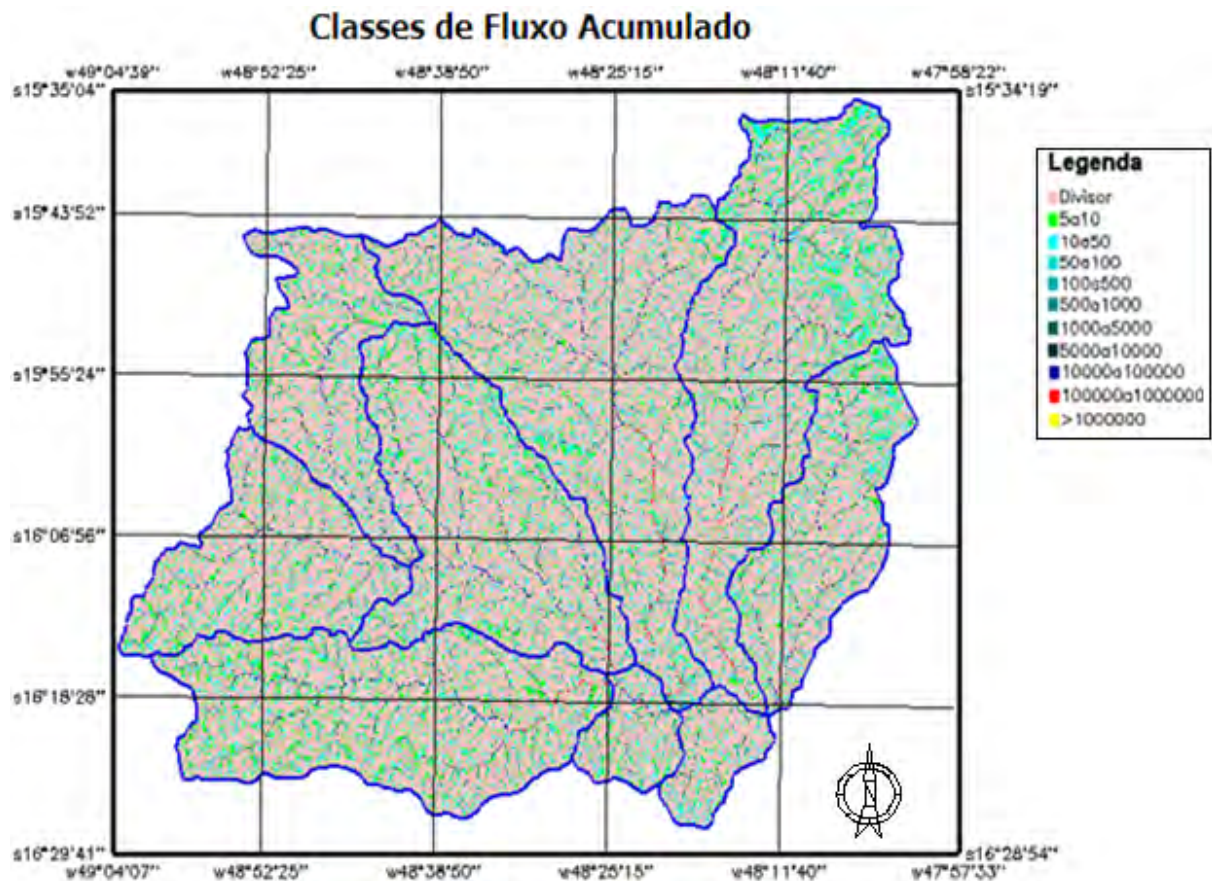 Classes de Fluxo Acumulado
w49°04'39'' w48°52'25'' w48°38'50'' w48°25'15'' w48°11'40'' w47°58'22''
s15°35'04'' s15°34'19''
s15°43'52''
s15°55'24''
s16°06'56''
s16°18'28''
s16°29'41'' s16°28'54''
w49°04'07'' w48°52'25'' w48°38'50'' w48°25'15'' w48°11'40'' w47°57'33''
Legenda
Divisor
5a10
10a50
50a100
100a500
500a1000
1000a5000
5000a10000
10000a100000
100000a1000000
>1000000
N